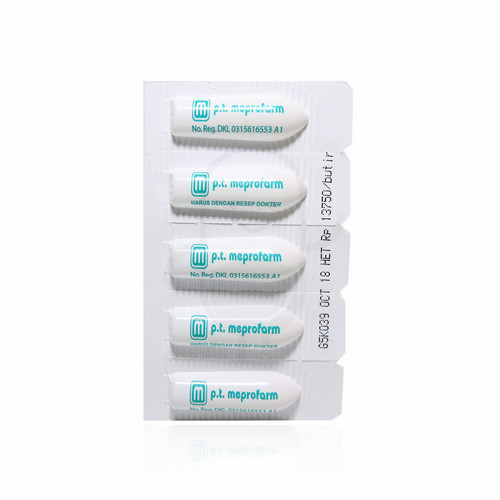 p.t. meprofarm
No. Reg. DKL 0315616553 A1
p.t. meprofarm
HARUS DENGAN RESEP DOKTER
p.t. meprofarm
No. Reg. DKL 0315616553 A1
p.t. meprofarm
HARUS DENGAN RESEP DOKTER
p.t. meprofarm
No. Reg. DKL 0315616553 A1
G5K039 OCT 18 HET Rp 13750/butir